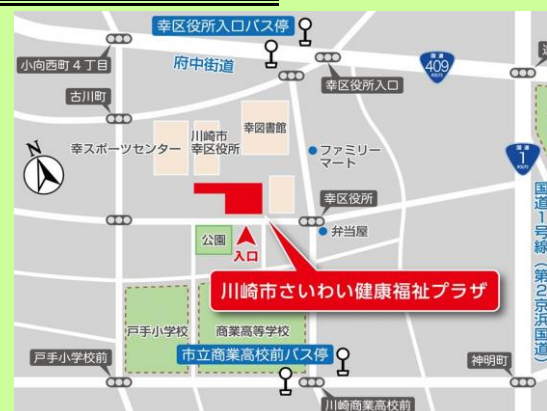 幸区役所入口バス停
小向西町4丁目
府中街道
国道
409
ROUTE
幸区役所入口
古川町
国道
1
ROUTE
川崎市
幸区役所
幸図書館
幸スポーツセンター
ファミリー
マート
N
幸区役所
弁当屋
公園
入口
国道1号線(第2京浜国道)
川崎市さいわい健康福祉プラザ
戸手小学校
商業高等学校
市立商業高校前バス停
戸手小学校前
神明町
川崎商業高校前